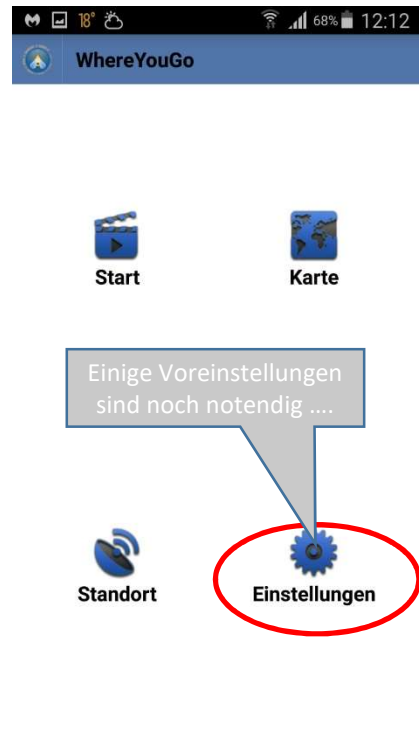 18° 68% 12:12
WhereYouGo
Start Karte
Einige Voreinstellungen
sind noch notendig ....
Standort Einstellungen